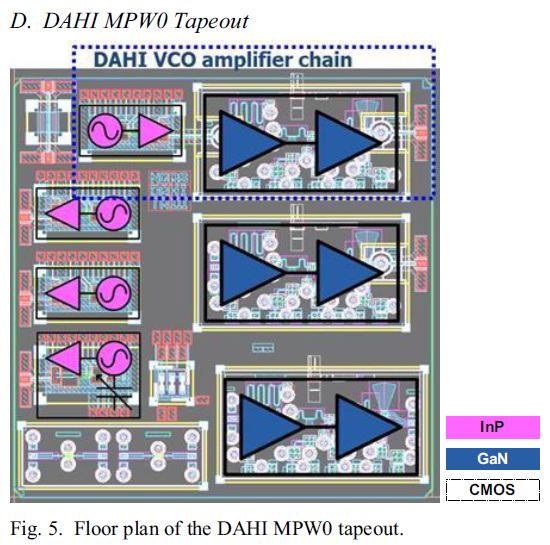 D. DAHI MPW0 Tapeout
DAHI VCO amplifier chain
InP
GaN
CMOS
Fig. 5. Floor plan of the DAHI MPW0 tapeout.